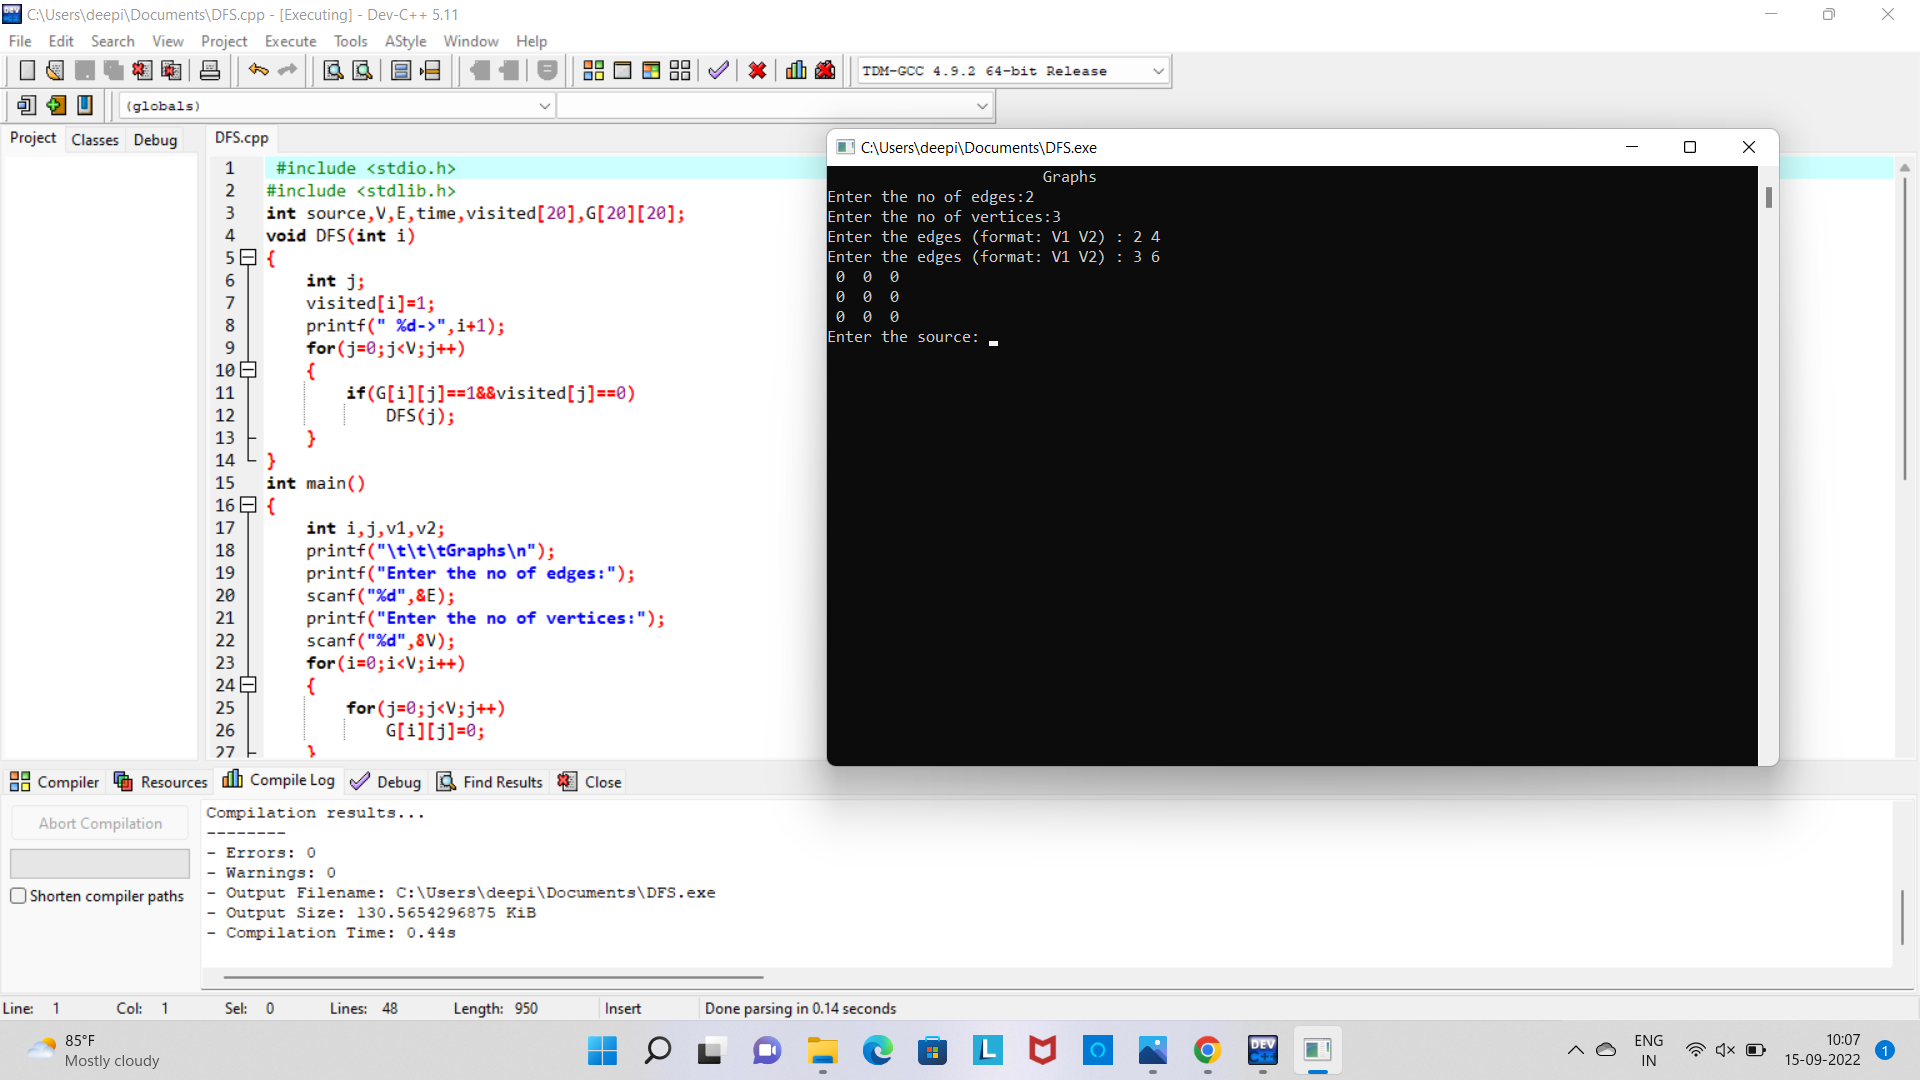 C:\Users\deepi\Documents\DFS.cpp - [Executing] - Dev-C++ 5.11
File Edit Search View Project Execute Tools AStyle Window Help
TDM-GCC 4.9.2 64-bit Release
(globals)
Project Classes Debug
DFS.cpp
1 #include <stdio.h>
2 #include <stdlib.h>
3 int source,V,E,time,visited[20],G[20][20];
4 void DFS(int i)
5 {
6 int j;
7 visited[i]=1;
8 printf(" %d->",i+1);
9 for(j=0;j<V;j++)
10 {
11 if(G[i][j]==1&&visited[j]==0)
12 DFS(j);
13 }
14 }
15 int main()
16 {
17 int i,j,v1,v2;
18 printf("\t\t\tGraphs\n");
19 printf("Enter the no of edges:");
20 scanf("%d",&E);
21 printf("Enter the no of vertices:");
22 scanf("%d",&V);
23 for(i=0;i<V;i++)
24 {
25 for(j=0;j<V;j++)
26 G[i][j]=0;
27 }
C:\Users\deepi\Documents\DFS.exe
Graphs
Enter the no of edges:2
Enter the no of vertices:3
Enter the edges (format: V1 V2) : 2 4
Enter the edges (format: V1 V2) : 3 6
0 0 0
0 0 0
0 0 0
Enter the source:
Compiler Resources Compile Log Debug Find Results Close
Abort Compilation
Shorten compiler paths
Compilation results...
--------
- Errors: 0
- Warnings: 0
- Output Filename: C:\Users\deepi\Documents\DFS.exe
- Output Size: 130.5654296875 KiB
- Compilation Time: 0.44s
Line: 1 Col: 1 Sel: 0 Lines: 48 Length: 950 Insert Done parsing in 0.14 seconds
85°F
Mostly cloudy
DEV C++
ENG
IN
10:07
15-09-2022
1